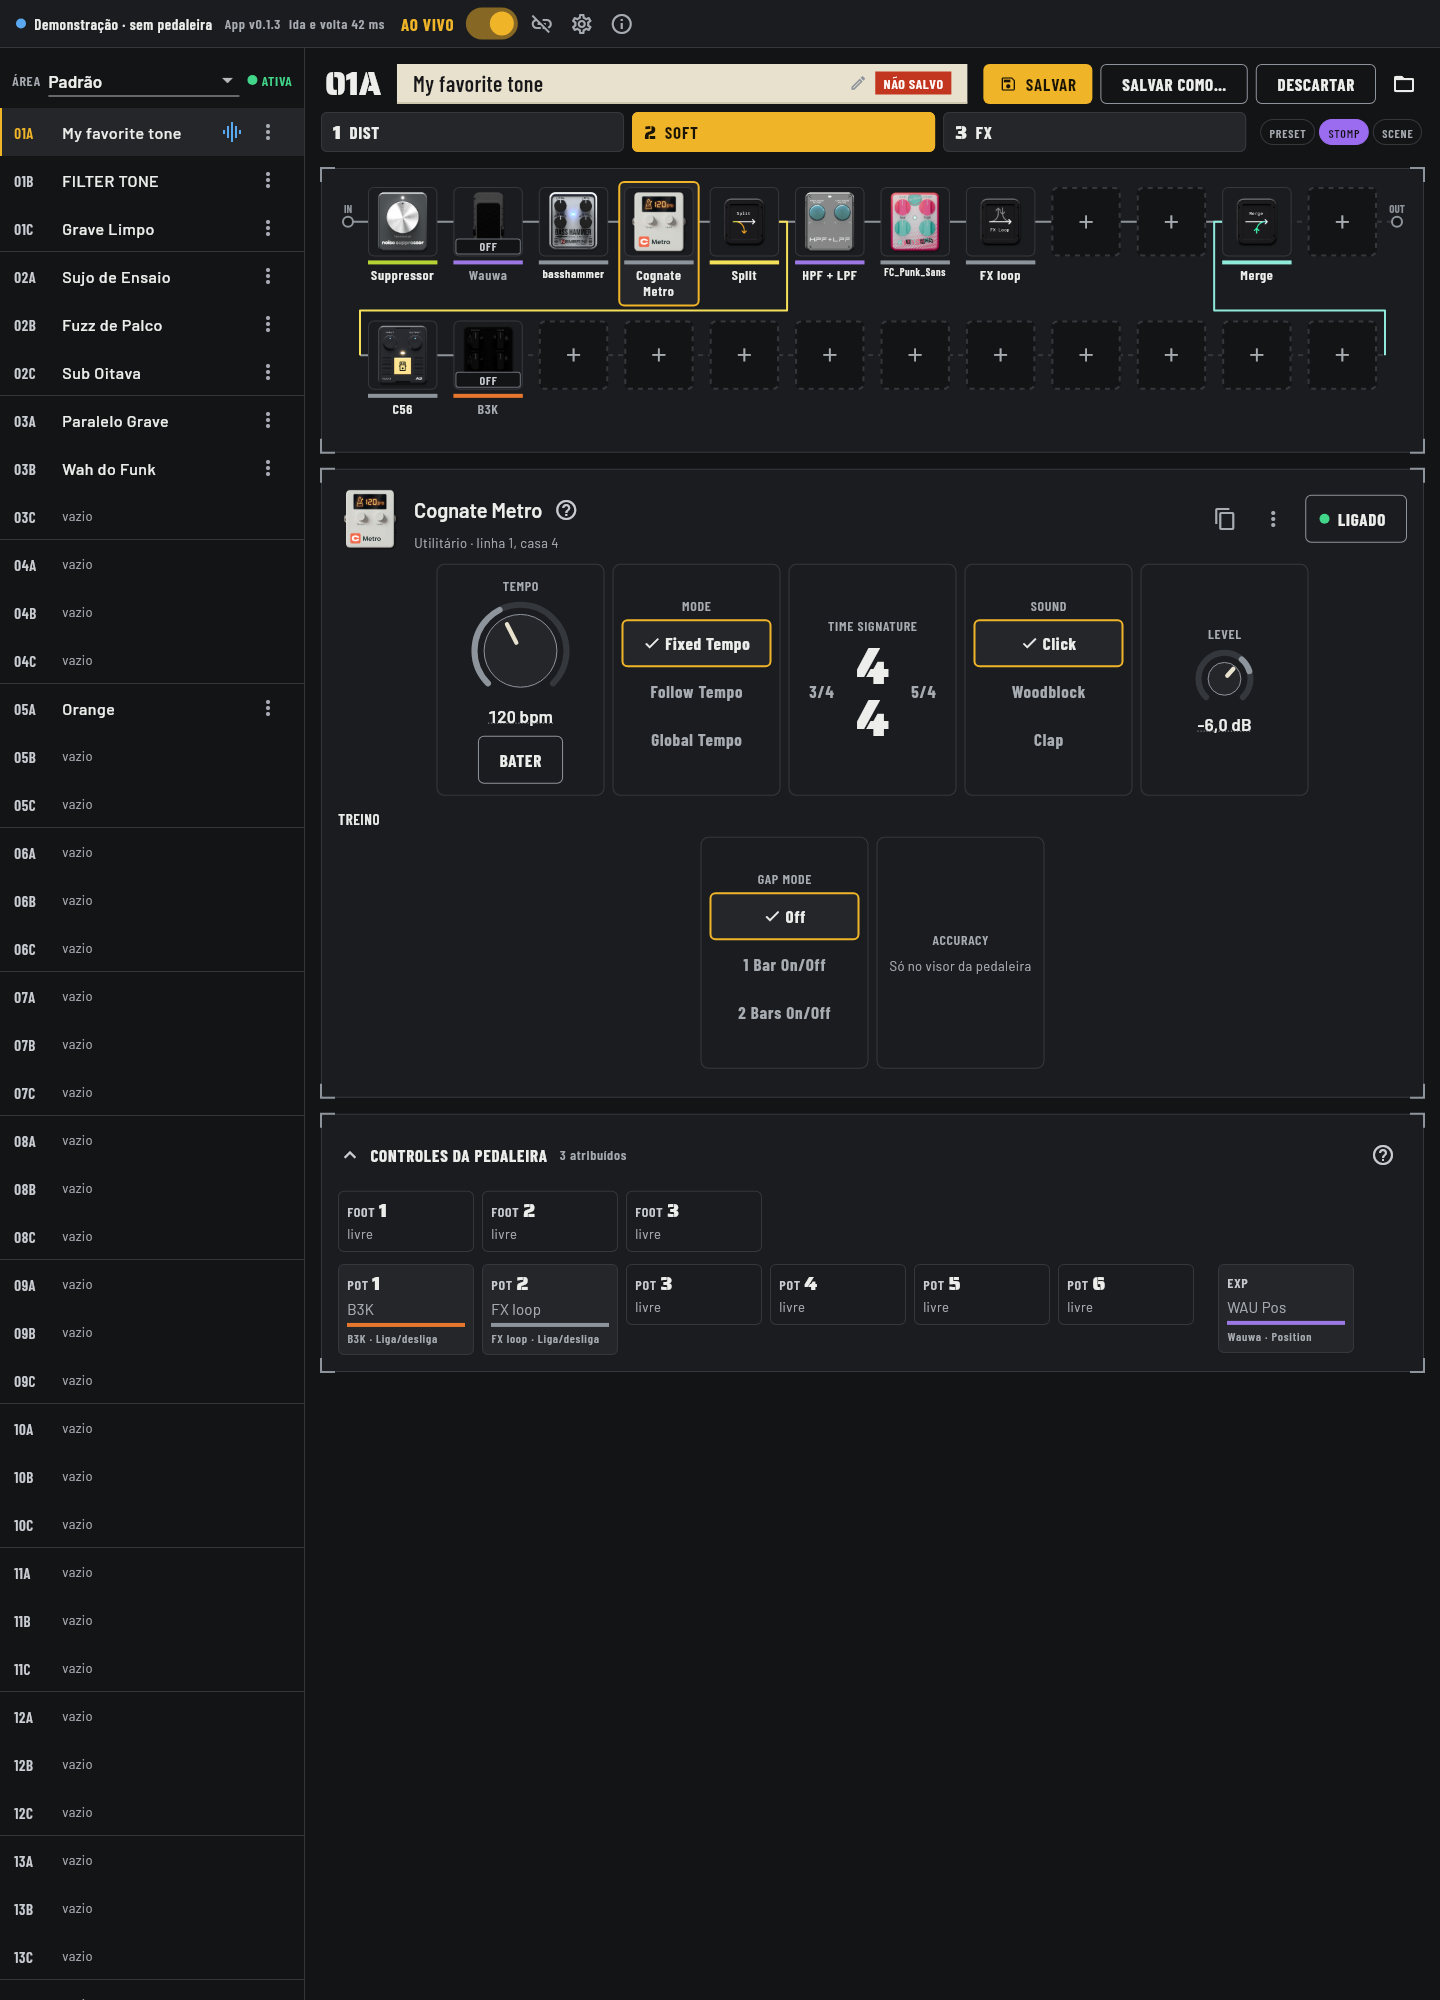 Demonstração · sem pedaleira App v0.1.3 Ida e volta 42 ms AO VIVO
ÁREA Padrão ATIVA
01A My favorite tone
01B FILTER TONE
01C Grave Limpo
02A Sujo de Ensaio
02B Fuzz de Palco
02C Sub Oitava
03A Paralelo Grave
03B Wah do Funk
03C vazio
04A vazio
04B vazio
04C vazio
05A Orange
05B vazio
05C vazio
06A vazio
06B vazio
06C vazio
07A vazio
07B vazio
07C vazio
08A vazio
08B vazio
08C vazio
09A vazio
09B vazio
09C vazio
10A vazio
10B vazio
10C vazio
11A vazio
11B vazio
11C vazio
12A vazio
12B vazio
12C vazio
13A vazio
13B vazio
13C vazio
01A My favorite tone NÃO SALVO SALVAR SALVAR COMO... DESCARTAR
1 DIST 2 SOFT 3 FX PRESET STOMP SCENE
IN OUT
OFF
Suppressor Wauwa basshammer Cognate Metro Split HPF + LPF FC_Punk_Sans FX loop Merge
OFF
C56 B3K
Cognate Metro
Utilitário · linha 1, casa 4
LIGADO
TEMPO
120 bpm
BATER
MODE
Fixed Tempo
Follow Tempo
Global Tempo
TIME SIGNATURE
3/4 4 4 5/4
SOUND
Click
Woodblock
Clap
LEVEL
-6,0 dB
TREINO
GAP MODE
Off
1 Bar On/Off
2 Bars On/Off
ACCURACY
Só no visor da pedaleira
CONTROLES DA PEDALEIRA 3 atribuídos
FOOT 1 livre
FOOT 2 livre
FOOT 3 livre
POT 1
B3K
B3K · Liga/desliga
POT 2
FX loop
FX loop · Liga/desliga
POT 3 livre
POT 4 livre
POT 5 livre
POT 6 livre
EXP
WAU Pos
Wauwa · Position